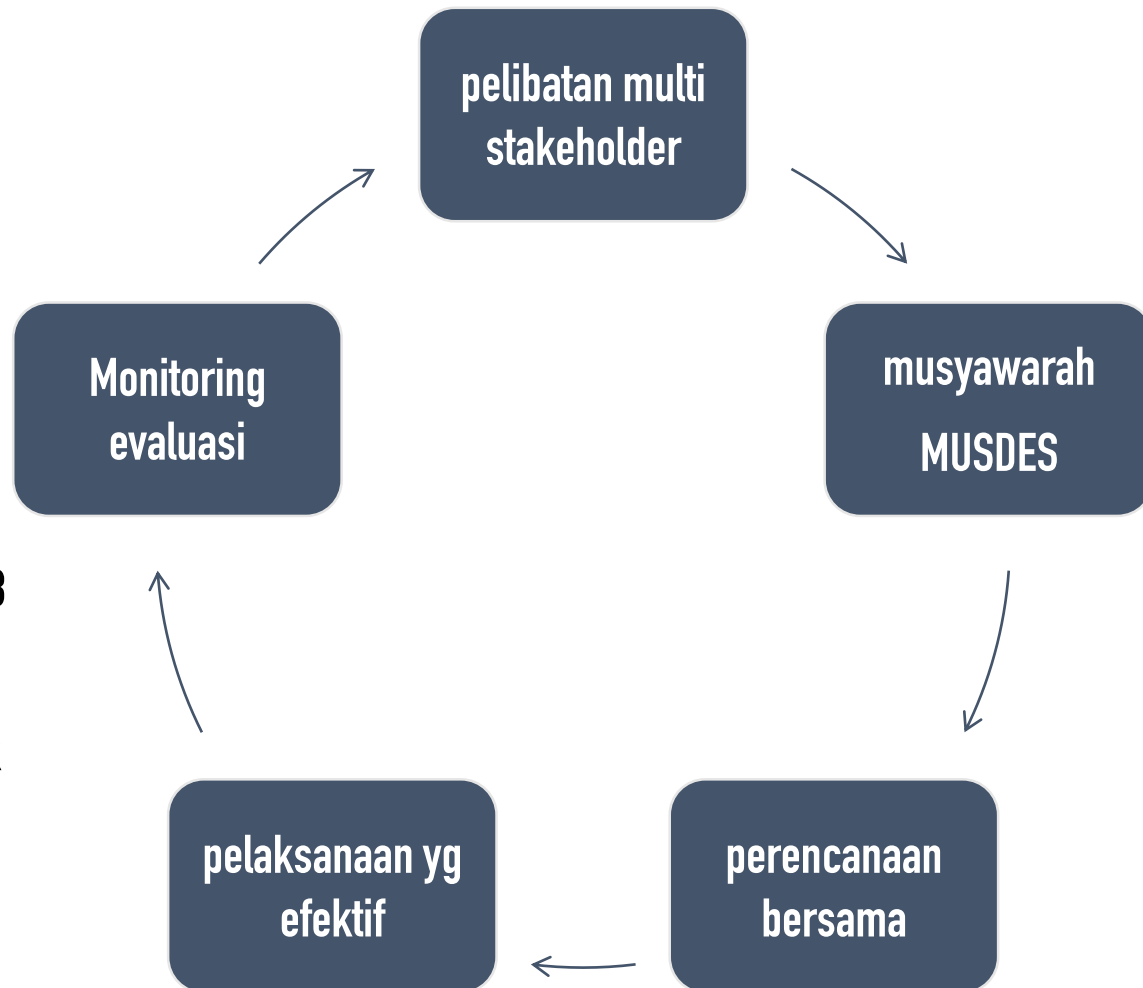 pelibatan multi
stakeholder
musyawarah
MUSDES
perencanaan
bersama
pelaksanaan yg
efektif
Monitoring
evaluasi